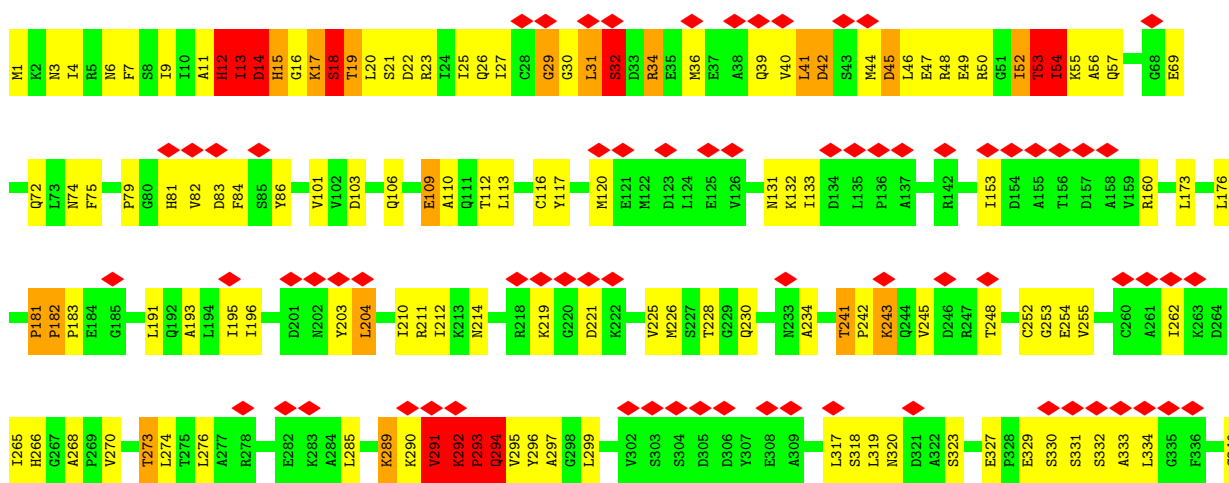 M1 K2 N3 I4 R5 N6 F7 S8 I9 I10 A11 H12 I13 D14 H15 G16 K17 S18 T19 L20 S21 D22 R23 I24 I25 Q26 I27 C28 G29 G30 L31 S32 D33 R34 E35 M36 E37 A38 Q39 V40 L41 D42 S43 M44 D45 L46 E47 R48 E49 R50 G51 I52 T53 I54 K55 A56 Q57 G68 E69
Q72 L73 N74 F75 P79 G80 H81 V82 D83 F84 S85 Y86 V101 V102 D103 Q106 E109 A110 Q111 T112 L113 C116 Y117 M120 E121 M122 D123 L124 E125 V126 N131 K132 I133 D134 L135 P136 A137 R142 I153 D154 A155 T156 D157 A158 V159 R160 L173 L176
P181 P182 P183 E184 G185 L191 Q192 A193 L194 I195 I196 D201 N202 Y203 L204 I210 R211 I212 K213 N214 R218 K219 G220 D221 K222 V225 M226 S227 T228 G229 Q230 N233 A234 T241 P242 K243 Q244 V245 D246 R247 T248 C252 G253 E254 V255 C260 A261 I262 K263 D264
I265 H266 G267 A268 P269 V270 T273 L274 T275 L276 A277 R278 E282 K283 A284 L285 K289 K290 V291 K292 P293 Q294 V295 Y296 A297 G298 L299 V302 S303 S304 D305 D306 Y307 E308 A309 L317 S318 L319 N320 D321 A322 S323 E327 P328 E329 S330 S331 S332 A333 L334 G335 F336